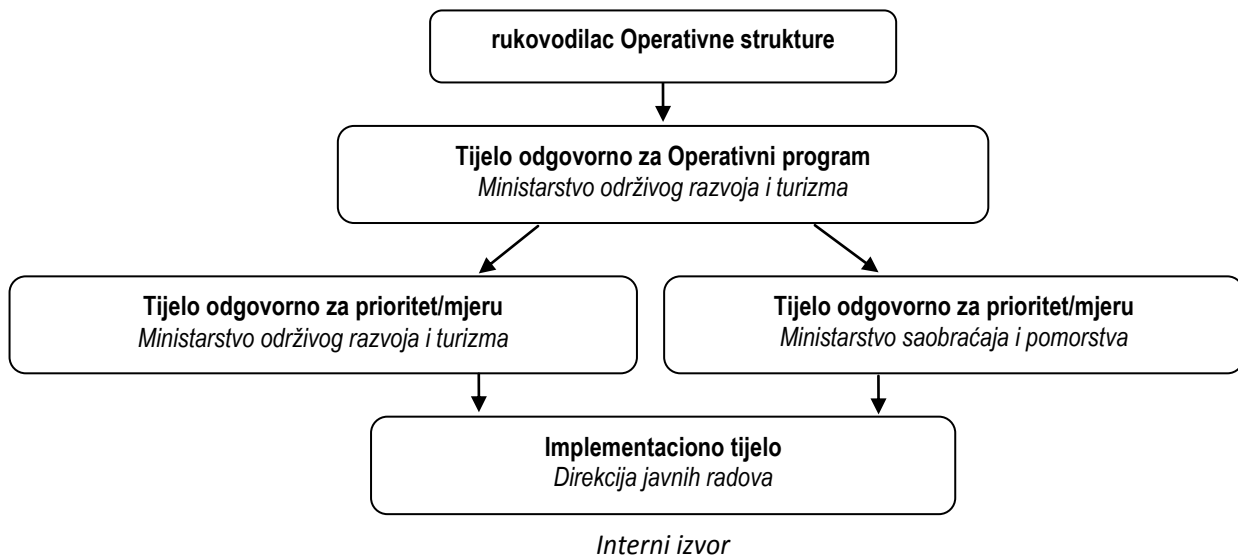 rukovodilac Operativne strukture
Tijelo odgovorno za Operativni program
Ministarstvo održivog razvoja i turizma
Tijelo odgovorno za prioritet/mjeru
Ministarstvo održivog razvoja i turizma
Tijelo odgovorno za prioritet/mjeru
Ministarstvo saobraćaja i pomorstva
Implementaciono tijelo
Direkcija javnih radova
Interni izvor